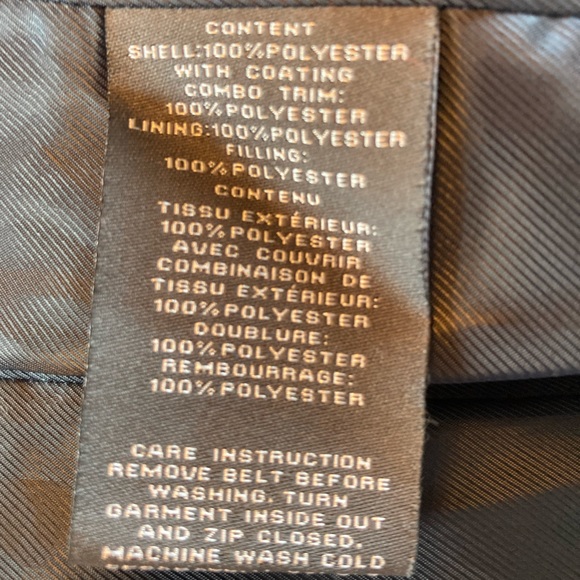 CONTENT
SHELL:100%POLYESTER
WITH COATING
COMBO TRIM:
100%POLYESTER
LINING:100%POLYESTER
FILLING:
100%POLYESTER
CONTENU
TISSU EXTÉRIEUR:
100%POLYESTER
AVEC COUVRIR
COMBINAISON DE
TISSU EXTÉRIEUR:
100%POLYESTER
DOUBLURE:
100%POLYESTER
REMBOURRAGE:
100%POLYESTER
CARE INSTRUCTION
REMOVE BELT BEFORE
WASHING. TURN
GARMENT INSIDE OUT
AND ZIP CLOSED.
MACHINE WASH COLD